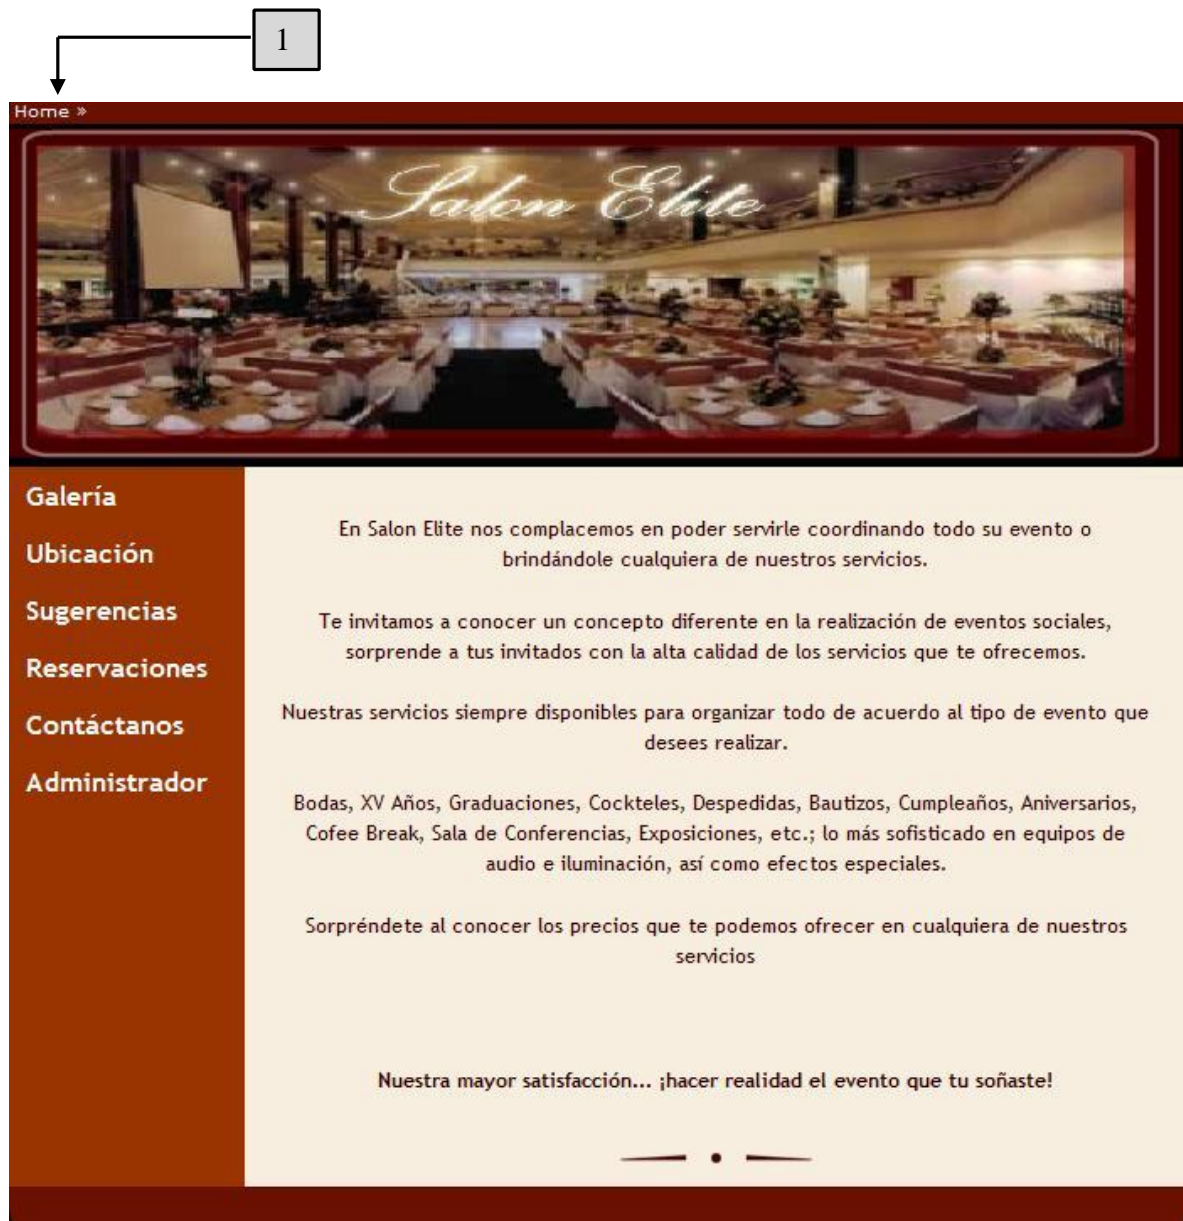 1
Home »
Salon Elite
Galería
Ubicación
Sugerencias
Reservaciones
Contáctanos
Administrador
En Salon Elite nos complacemos en poder servirle coordinando todo su evento o
brindándole cualquiera de nuestros servicios.
Te invitamos a conocer un concepto diferente en la realización de eventos sociales,
sorprende a tus invitados con la alta calidad de los servicios que te ofrecemos.
Nuestras servicios siempre disponibles para organizar todo de acuerdo al tipo de evento que
desees realizar.
Bodas, XV Años, Graduaciones, Cockteles, Despedidas, Bautizos, Cumpleaños, Aniversarios,
Cofee Break, Sala de Conferencias, Exposiciones, etc.; lo más sofisticado en equipos de
audio e iluminación, así como efectos especiales.
Sorpréndete al conocer los precios que te podemos ofrecer en cualquiera de nuestros
servicios
Nuestra mayor satisfacción... ¡hacer realidad el evento que tu soñaste!